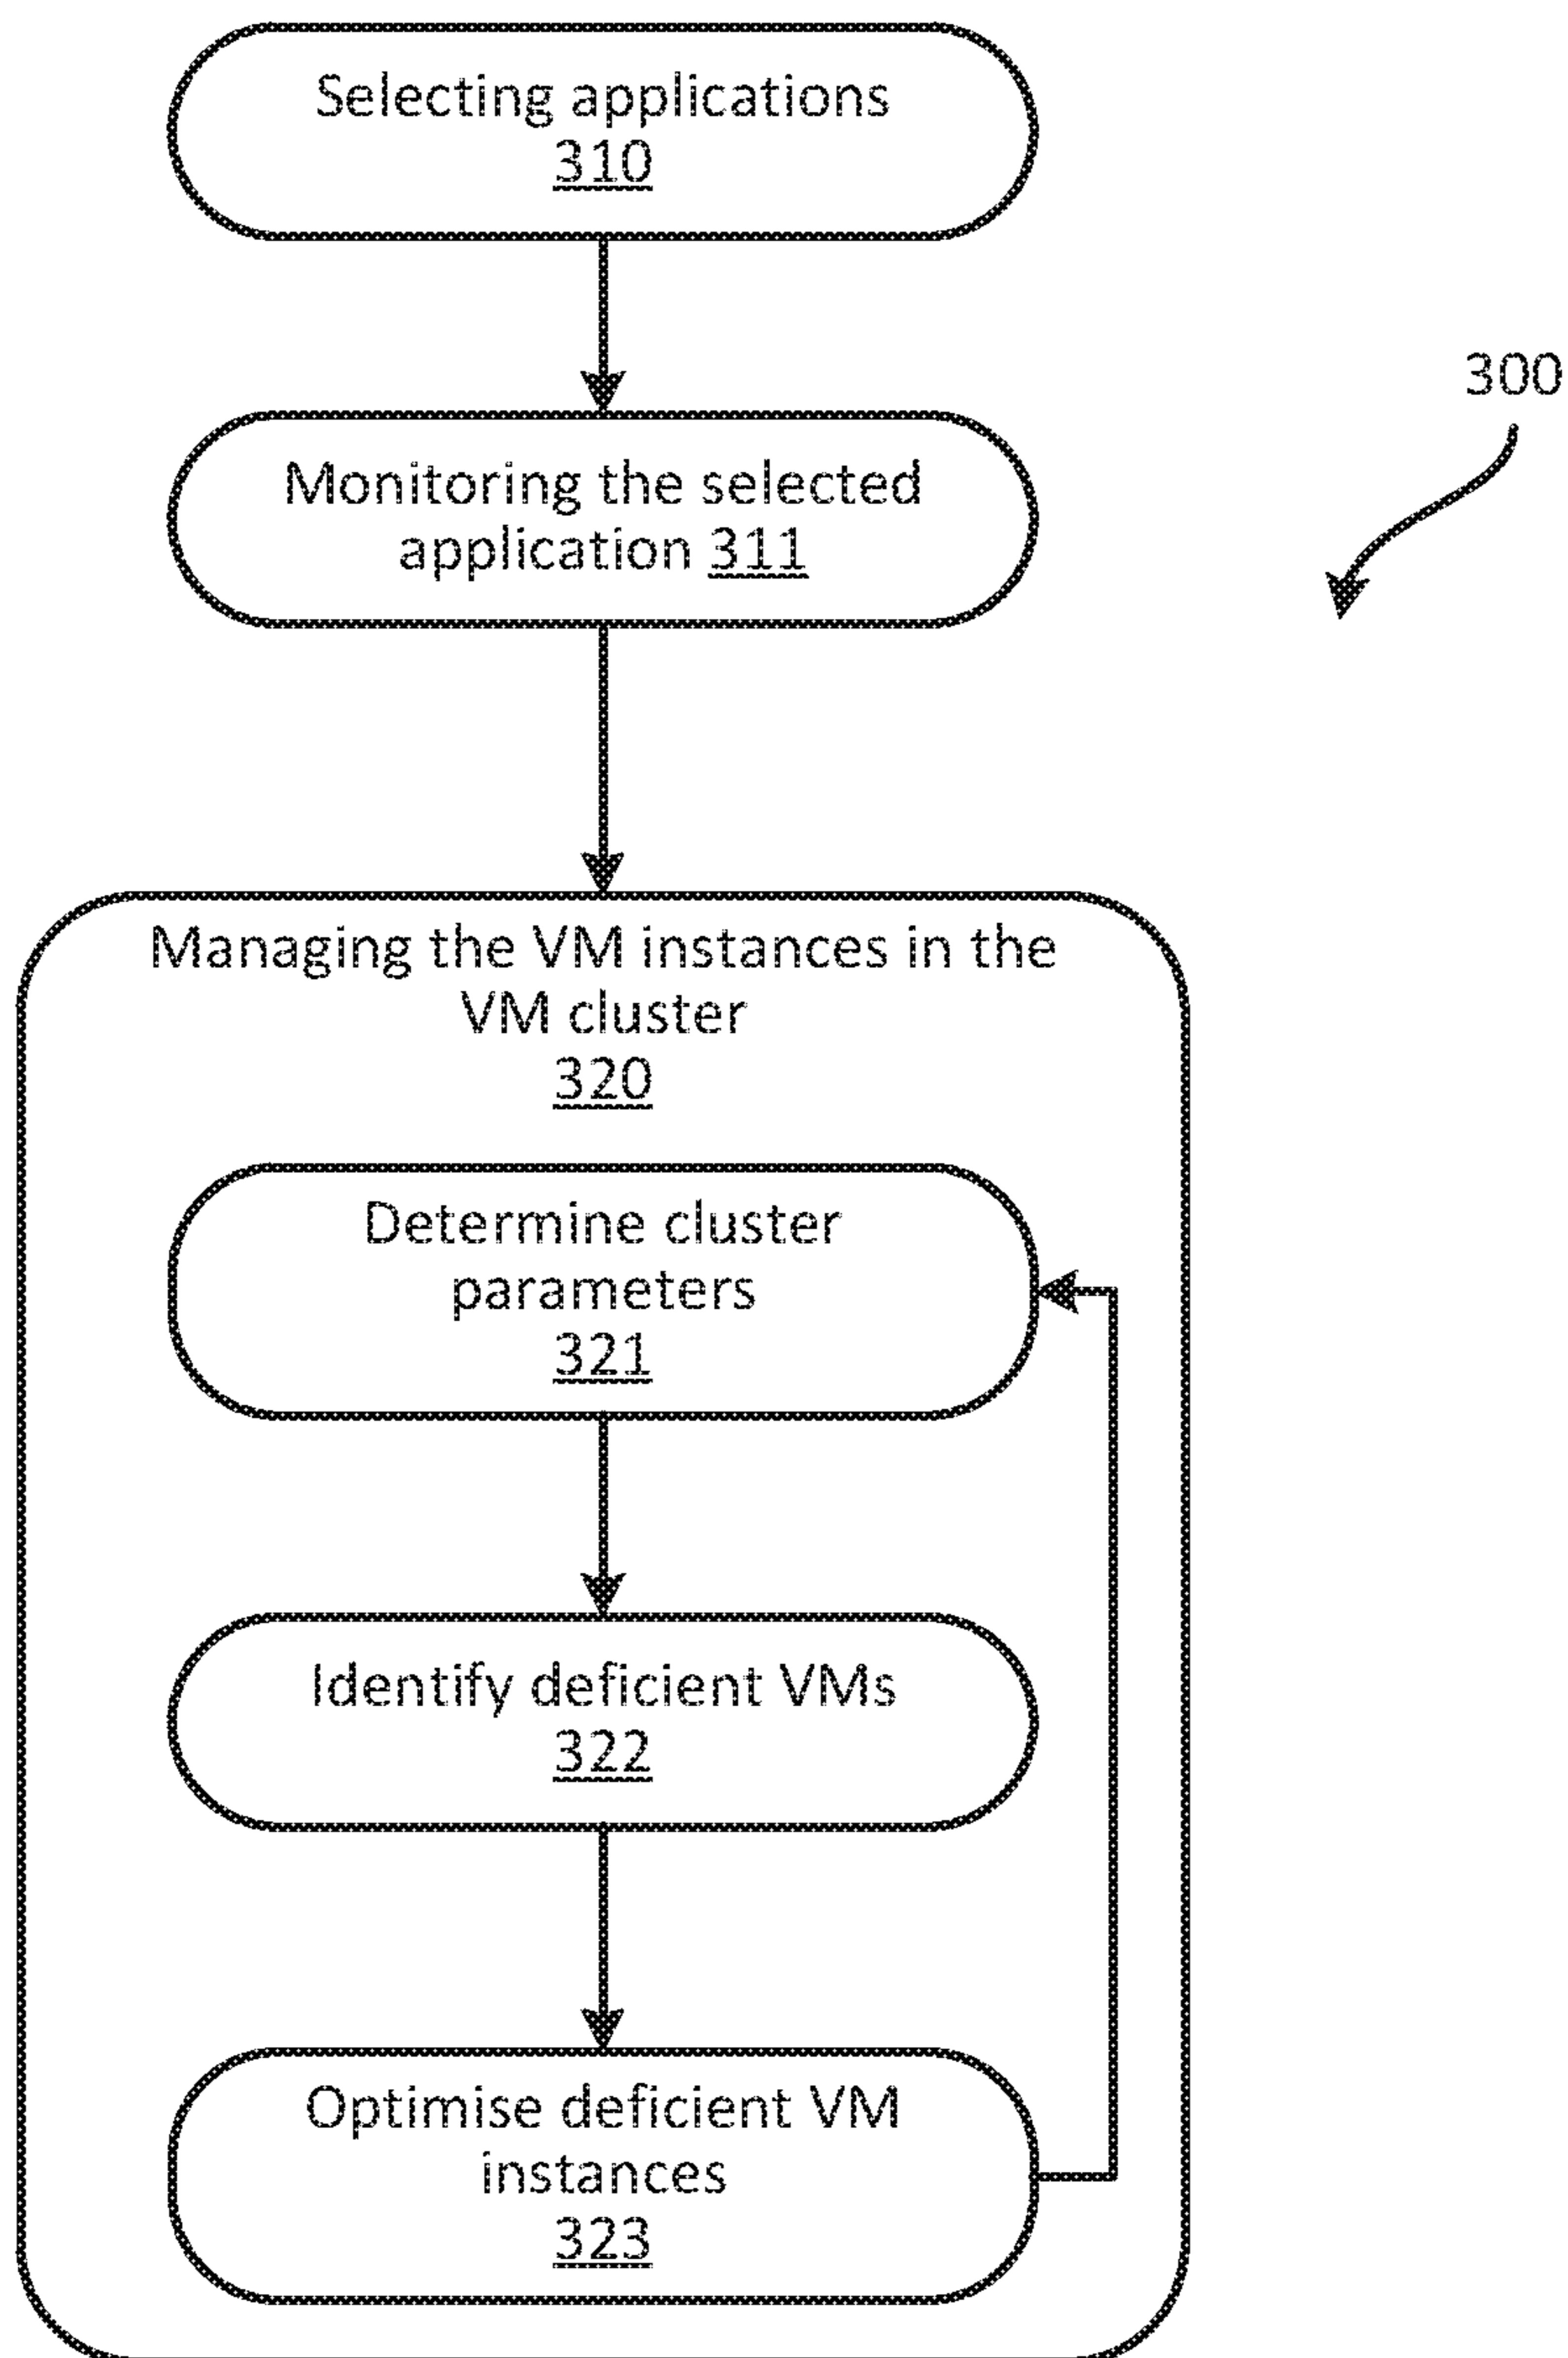 Selecting applications
310
300
Monitoring the selected
application 311
Managing the VM instances in the
VM cluster
320
Determine cluster
parameters
321
Identify deficient VMs
322
Optimise deficient VM
instances
323